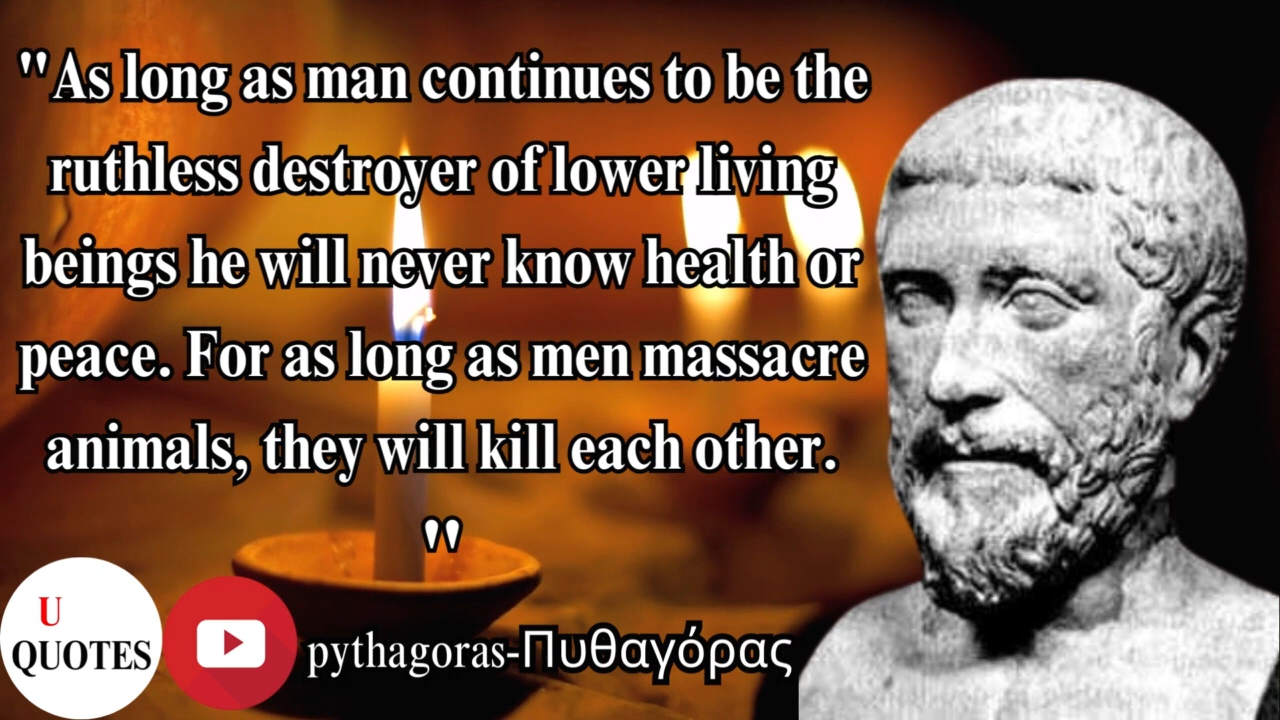 "As long as man continues to be the
ruthless destroyer of lower living
beings he will never know health or
peace. For as long as men massacre
animals, they will kill each other.
"
U
QUOTES
pythagoras-Πυθαγόρας